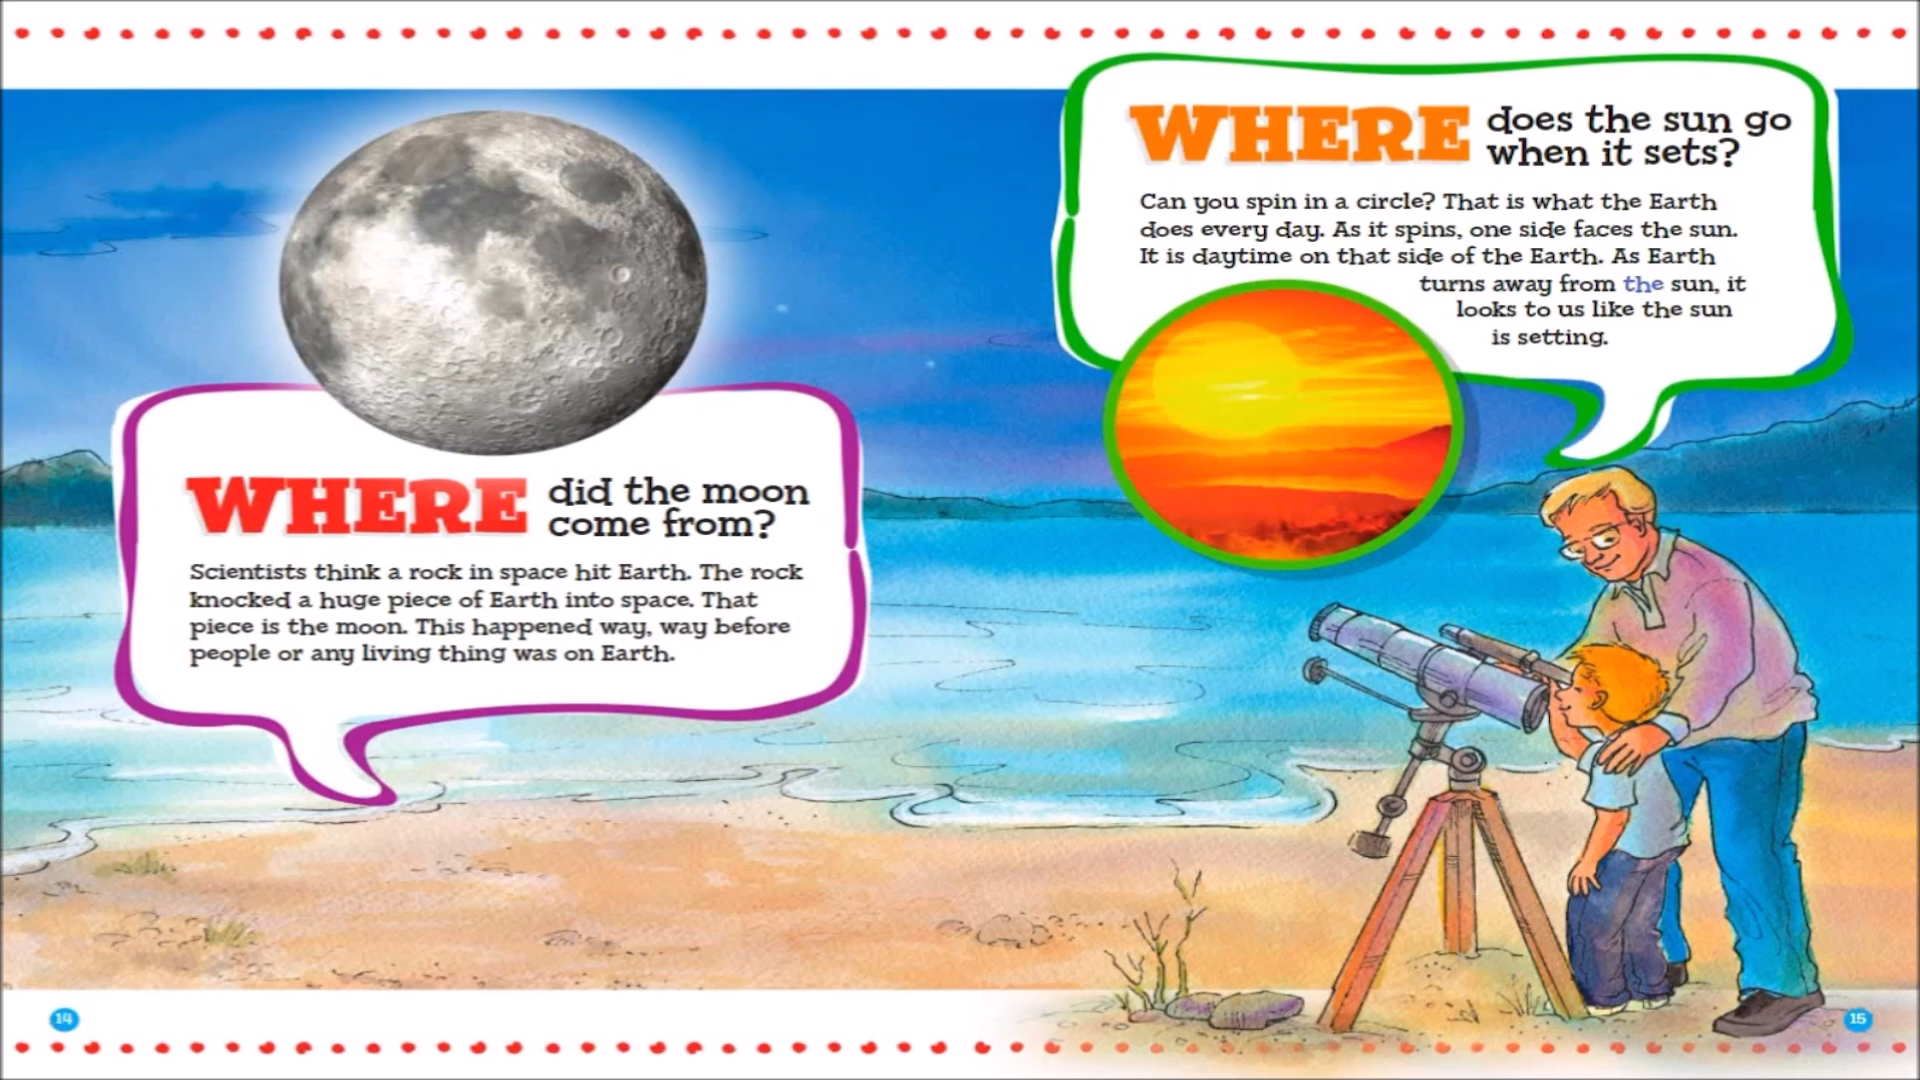 WHERE did the moon
come from?
Scientists think a rock in space hit Earth. The rock
knocked a huge piece of Earth into space. That
piece is the moon. This happened way, way before
people or any living thing was on Earth.
14
WHERE does the sun go
when it sets?
Can you spin in a circle? That is what the Earth
does every day. As it spins, one side faces the sun.
It is daytime on that side of the Earth. As Earth
turns away from the sun, it
looks to us like the sun
is setting.
15